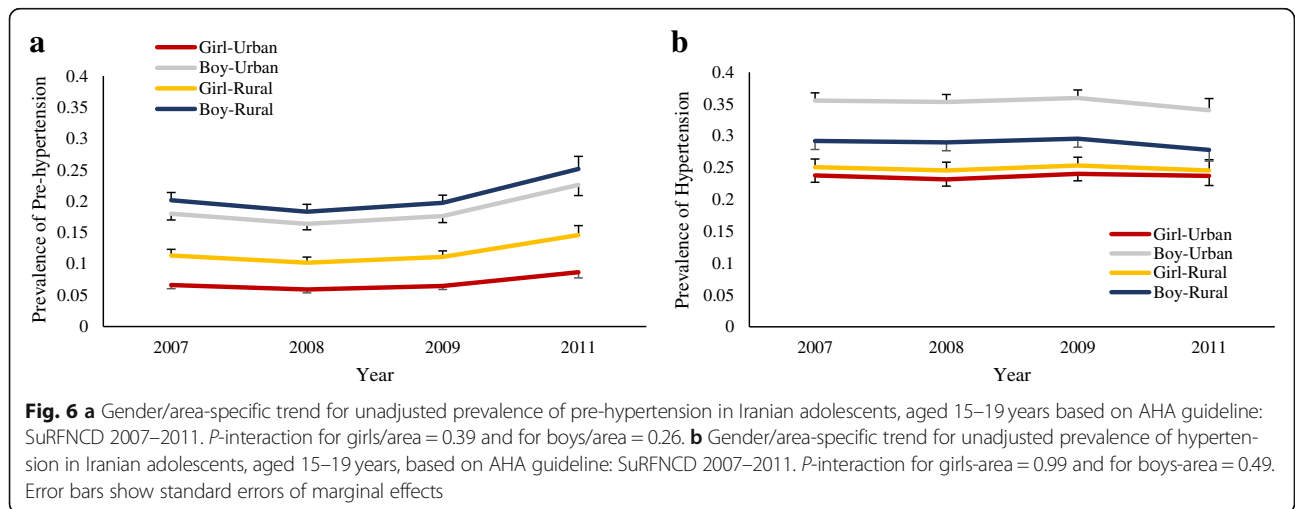 a
Girl-Urban
Boy-Urban
Girl-Rural
Boy-Rural
Prevalence of Pre-hypertension
0.4
0.35
0.3
0.25
0.2
0.15
0.1
0.05
0
2007 2008 2009 2011
Year
b
Prevalence of Hypertension
0.4
0.35
0.3
0.25
0.2
0.15
0.1
0.05
0
Girl-Urban
Boy-Urban
Girl-Rural
Boy-Rural
2007 2008 2009 2011
Year
Fig. 6 a Gender/area-specific trend for unadjusted prevalence of pre-hypertension in Iranian adolescents, aged 15–19 years based on AHA guideline:
SuRFNCD 2007–2011. P-interaction for girls/area = 0.39 and for boys/area = 0.26. b Gender/area-specific trend for unadjusted prevalence of hyperten-
sion in Iranian adolescents, aged 15–19 years, based on AHA guideline: SuRFNCD 2007–2011. P-interaction for girls-area = 0.99 and for boys-area = 0.49.
Error bars show standard errors of marginal effects